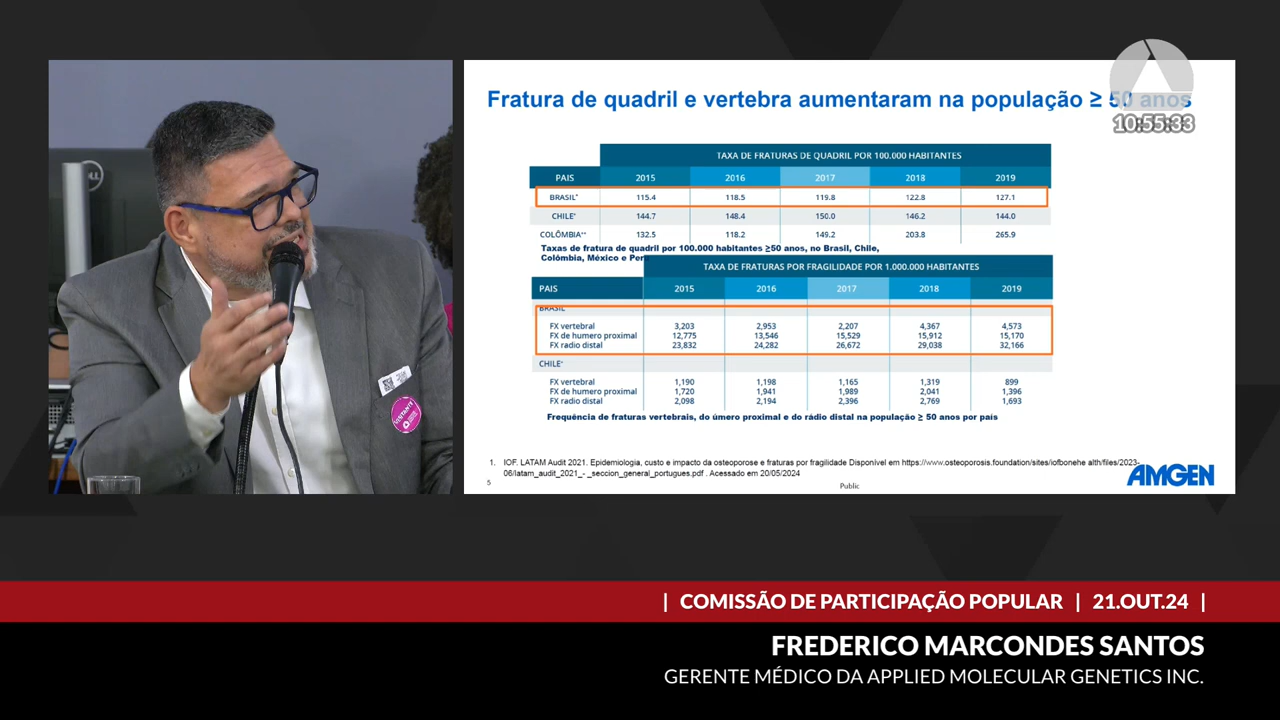 Fratura de quadril e vertebra aumentaram na população ≥ 50 anos
10:55:33
TAXA DE FRATURAS DE QUADRIL POR 100.000 HABITANTES
PAIS 2015 2016 2017 2018 2019
BRASIL* 115.4 118.5 119.8 122.8 127.1
CHILE* 144.7 148.4 150.0 146.2 144.0
COLÔMBIA** 132.5 118.2 149.2 203.8 265.9
Taxas de fratura de quadril por 100.000 habitantes ≥50 anos, no Brasil, Chile,
Colômbia, México e Peru
TAXA DE FRATURAS POR FRAGILIDADE POR 1.000.000 HABITANTES
PAIS 2015 2016 2017 2018 2019
BRASIL
FX vertebral 3,203 2,953 2,207 4,367 4,573
FX de humero proximal 12,775 13,546 15,529 15,912 15,170
FX radio distal 23,832 24,282 26,672 29,038 32,166
CHILE*
FX vertebral 1,190 1,198 1,165 1,319 899
FX de humero proximal 1,720 1,941 1,989 2,041 1,396
FX radio distal 2,098 2,194 2,396 2,769 1,693
Frequência de fraturas vertebrais, do úmero proximal e do rádio distal na população ≥ 50 anos por país
1. IOF. LATAM Audit 2021. Epidemiologia, custo e impacto da osteoporose e fraturas por fragilidade Disponível em https://www.osteoporosis.foundation/sites/iofbonehe alth/files/2023-
06/latam_audit_2021_-_seccion_general_portugues.pdf . Acessado em 20/05/2024
5
Public
AMGEN
DELL
| COMISSÃO DE PARTICIPAÇÃO POPULAR | 21.OUT.24 |
FREDERICO MARCONDES SANTOS
GERENTE MÉDICO DA APPLIED MOLECULAR GENETICS INC.